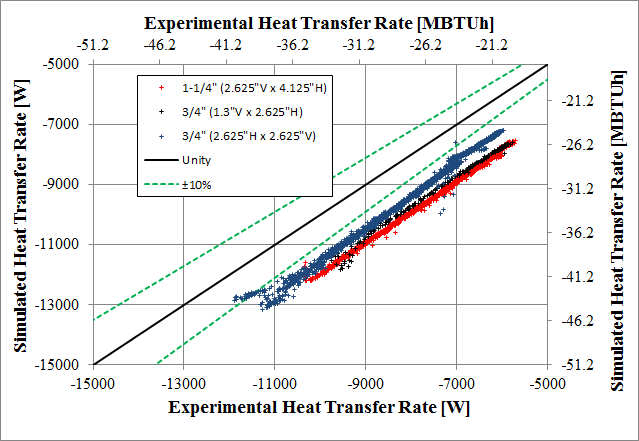 Experimental Heat Transfer Rate [MBTUh]
-51.2 -46.2 -41.2 -36.2 -31.2 -26.2 -21.2
-5000
-7000
-9000
-11000
-13000
-15000
Simulated Heat Transfer Rate [W]
1-1/4" (2.625"V x 4.125"H)
3/4" (1.3"V x 2.625"H)
3/4" (2.625"H x 2.625"V)
Unity
±10%
-21.2
-26.2
-31.2
-36.2
-41.2
-46.2
-51.2
Simulated Heat Transfer Rate [MBTUh]
-15000 -13000 -11000 -9000 -7000 -5000
Experimental Heat Transfer Rate [W]